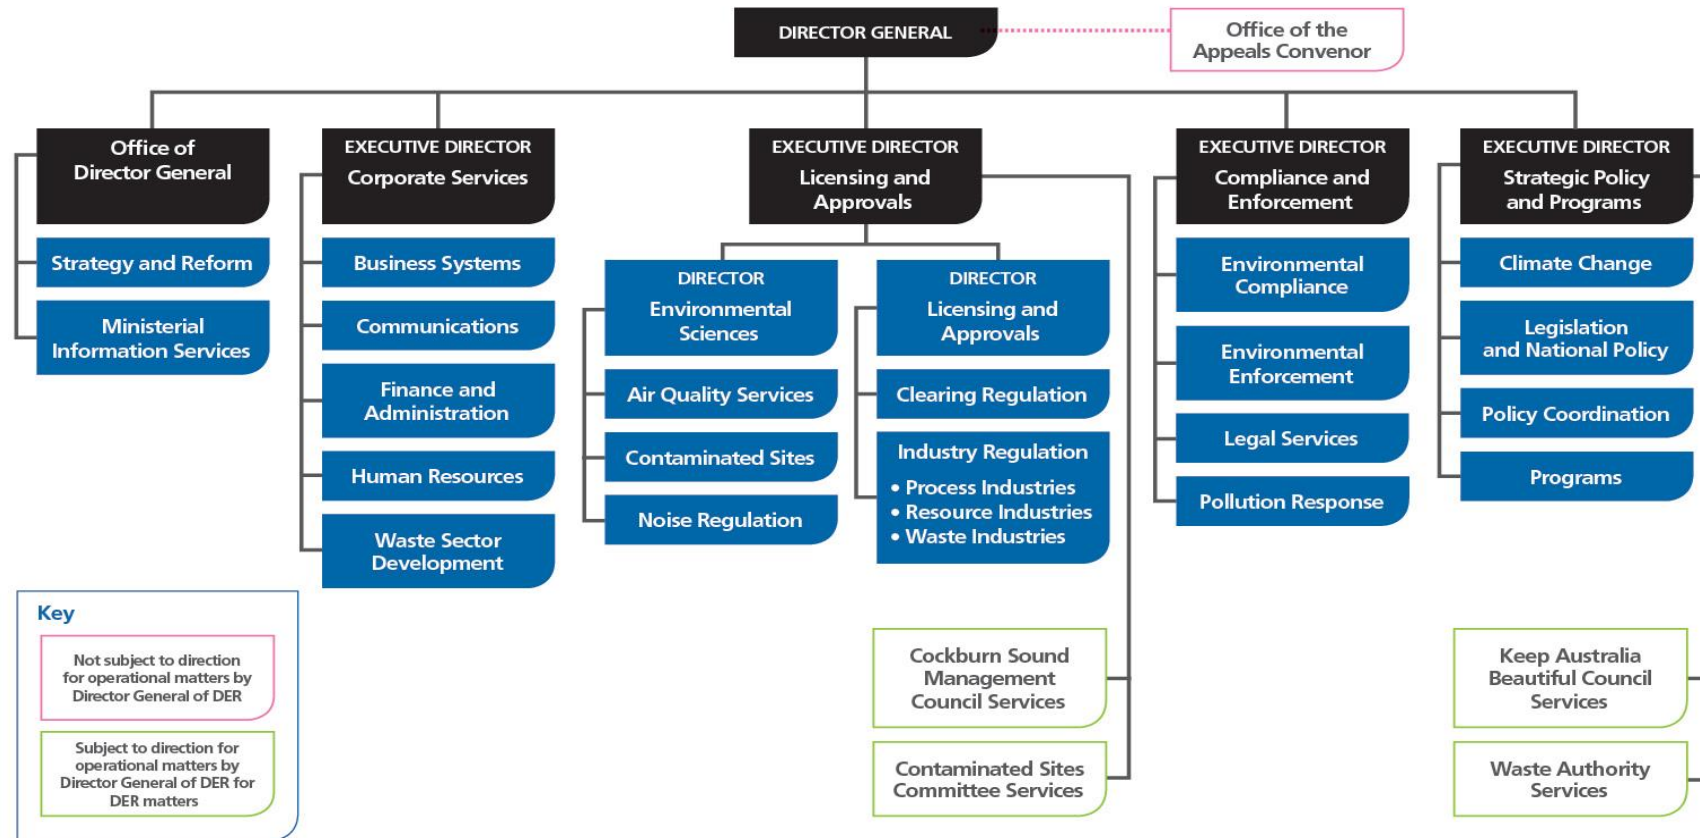 DIRECTOR GENERAL
Office of the
Appeals Convenor
Office of
Director General
Strategy and Reform
Ministerial
Information Services
EXECUTIVE DIRECTOR
Corporate Services
Business Systems
Communications
Finance and
Administration
Human Resources
Waste Sector
Development
EXECUTIVE DIRECTOR
Licensing and
Approvals
DIRECTOR
Environmental
Sciences
Air Quality Services
Contaminated Sites
Noise Regulation
DIRECTOR
Licensing and
Approvals
Clearing Regulation
Industry Regulation
• Process Industries
• Resource Industries
• Waste Industries
Cockburn Sound
Management
Council Services
Contaminated Sites
Committee Services
EXECUTIVE DIRECTOR
Compliance and
Enforcement
Environmental
Compliance
Environmental
Enforcement
Legal Services
Pollution Response
EXECUTIVE DIRECTOR
Strategic Policy
and Programs
Climate Change
Legislation
and National Policy
Policy Coordination
Programs
Keep Australia
Beautiful Council
Services
Waste Authority
Services
Key
Not subject to direction
for operational matters by
Director General of DER
Subject to direction for
operational matters by
Director General of DER for
DER matters